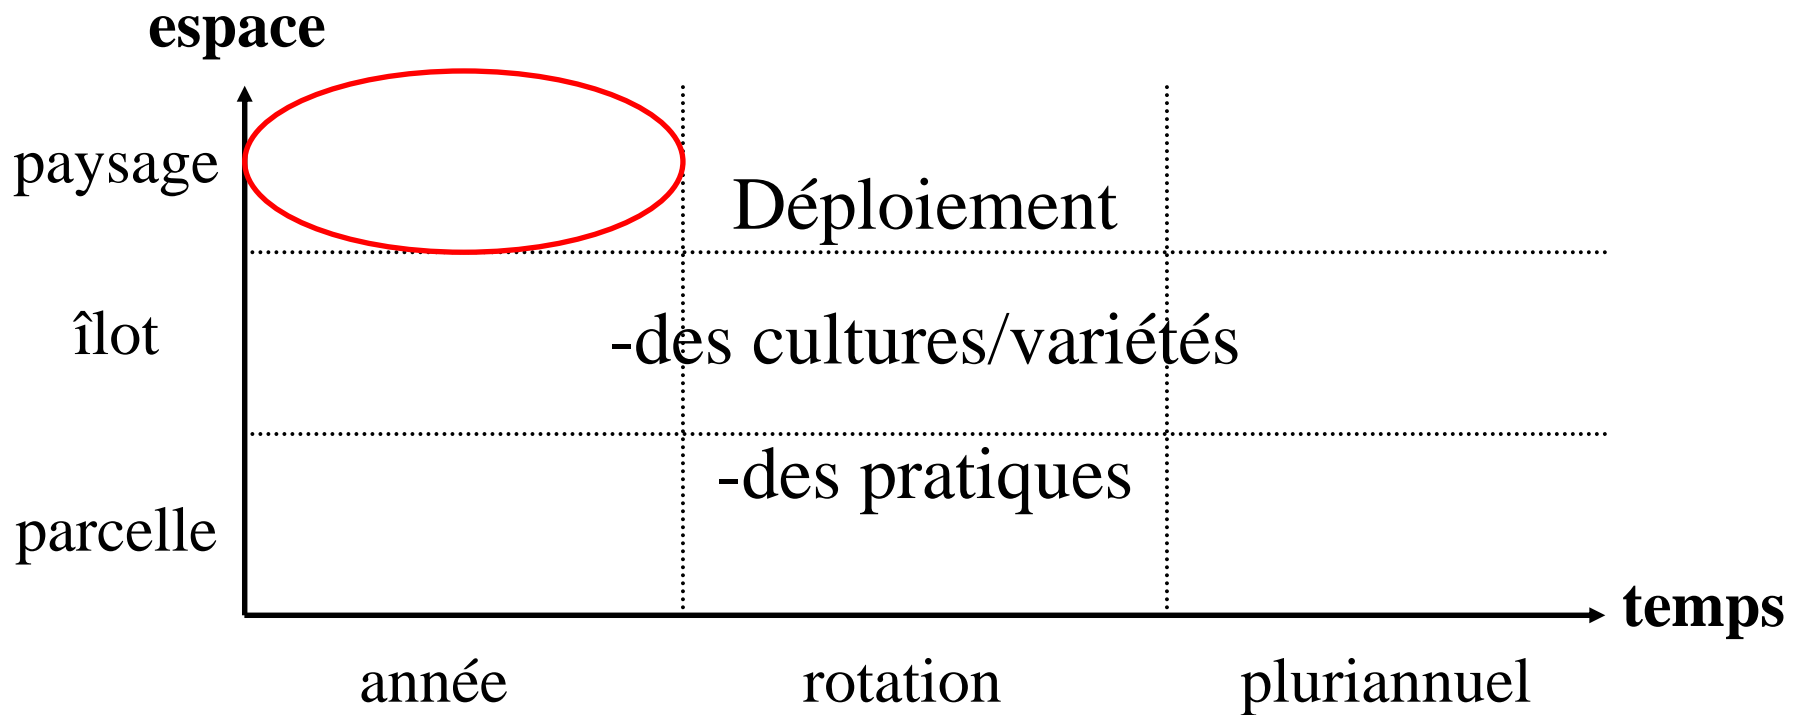 espace
paysage
Déploiement
îlot
-des cultures/variétés
-des pratiques
parcelle
temps
année
rotation
pluriannuel